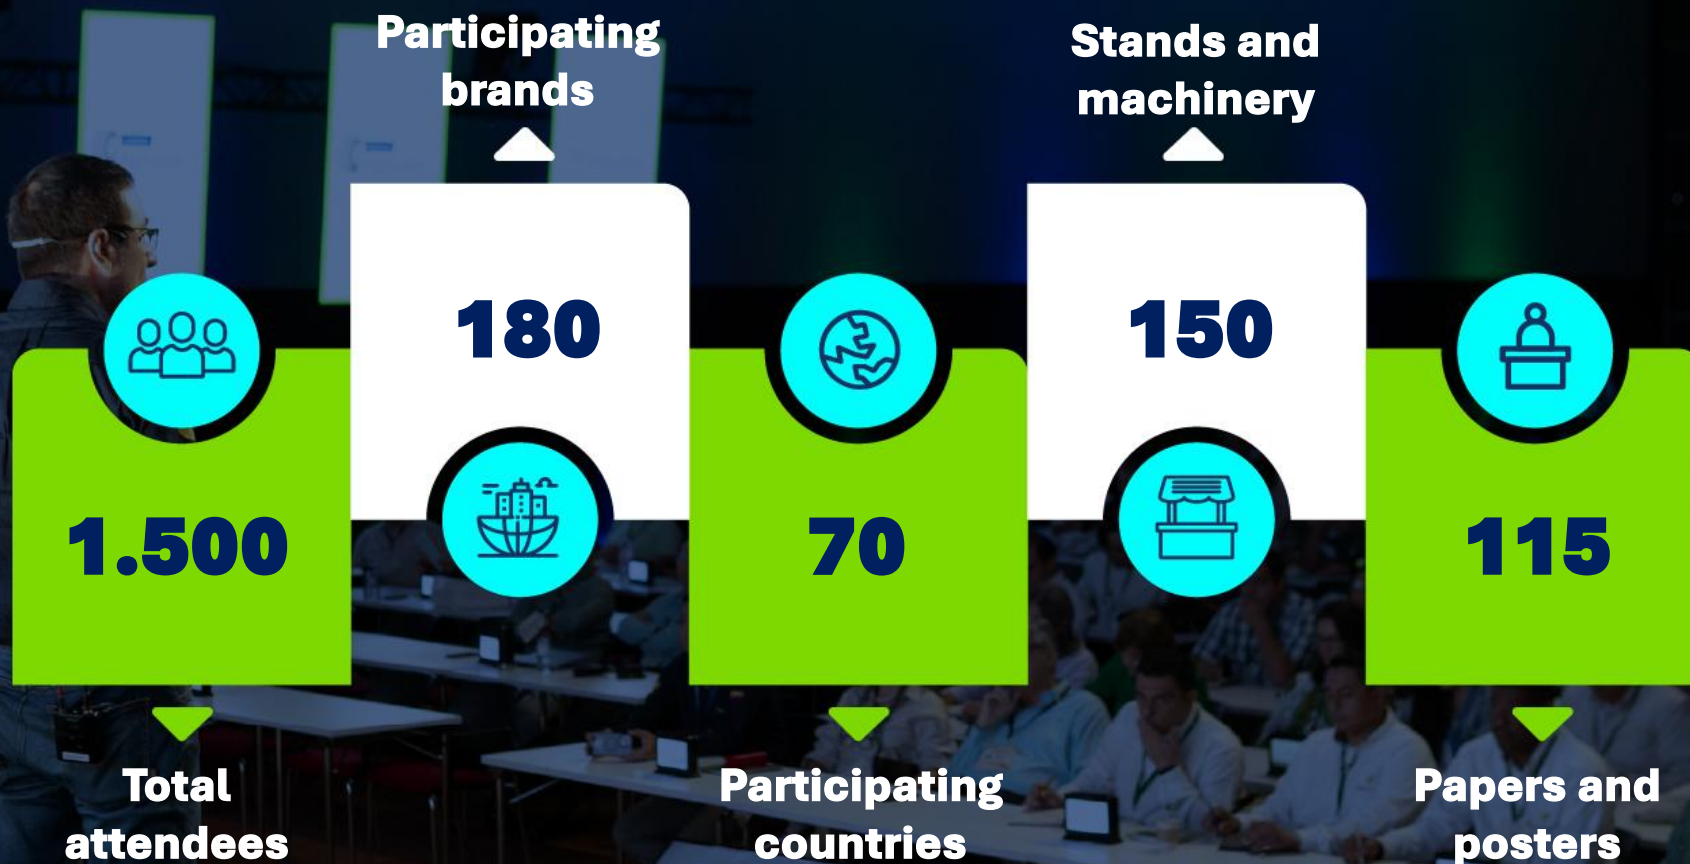 Participating
brands
Stands and
machinery
180
150
1.500
70
115
Total
attendees
Participating
countries
Papers and
posters